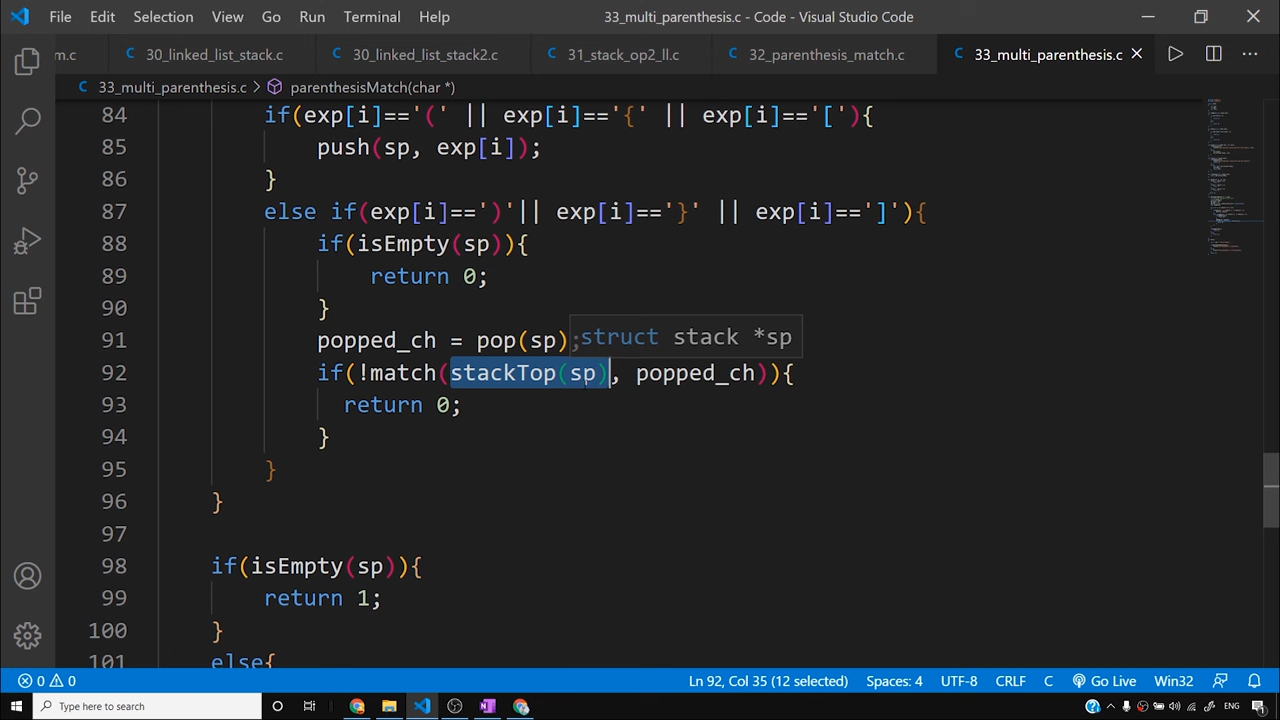 File Edit Selection View Go Run Terminal Help 33_multi_parenthesis.c - Code - Visual Studio Code
m.c C 30_linked_list_stack.c C 30_linked_list_stack2.c C 31_stack_op2_ll.c C 32_parenthesis_match.c C 33_multi_parenthesis.c
C 33_multi_parenthesis.c > parenthesisMatch(char *)
84 if(exp[i]=='(' || exp[i]=='{' || exp[i]=='['){
85 push(sp, exp[i]);
86 }
87 else if(exp[i]==')'|| exp[i]=='}' || exp[i]==']'){
88 if(isEmpty(sp)){
89 return 0;
90 }
91 popped_ch = pop(sp);
struct stack *sp
92 if(!match(stackTop(sp), popped_ch)){
93 return 0;
94 }
95 }
96 }
97
98 if(isEmpty(sp)){
99 return 1;
100 }
101 else{
0 0 Ln 92, Col 35 (12 selected) Spaces: 4 UTF-8 CRLF C Go Live Win32
Type here to search ENG 1